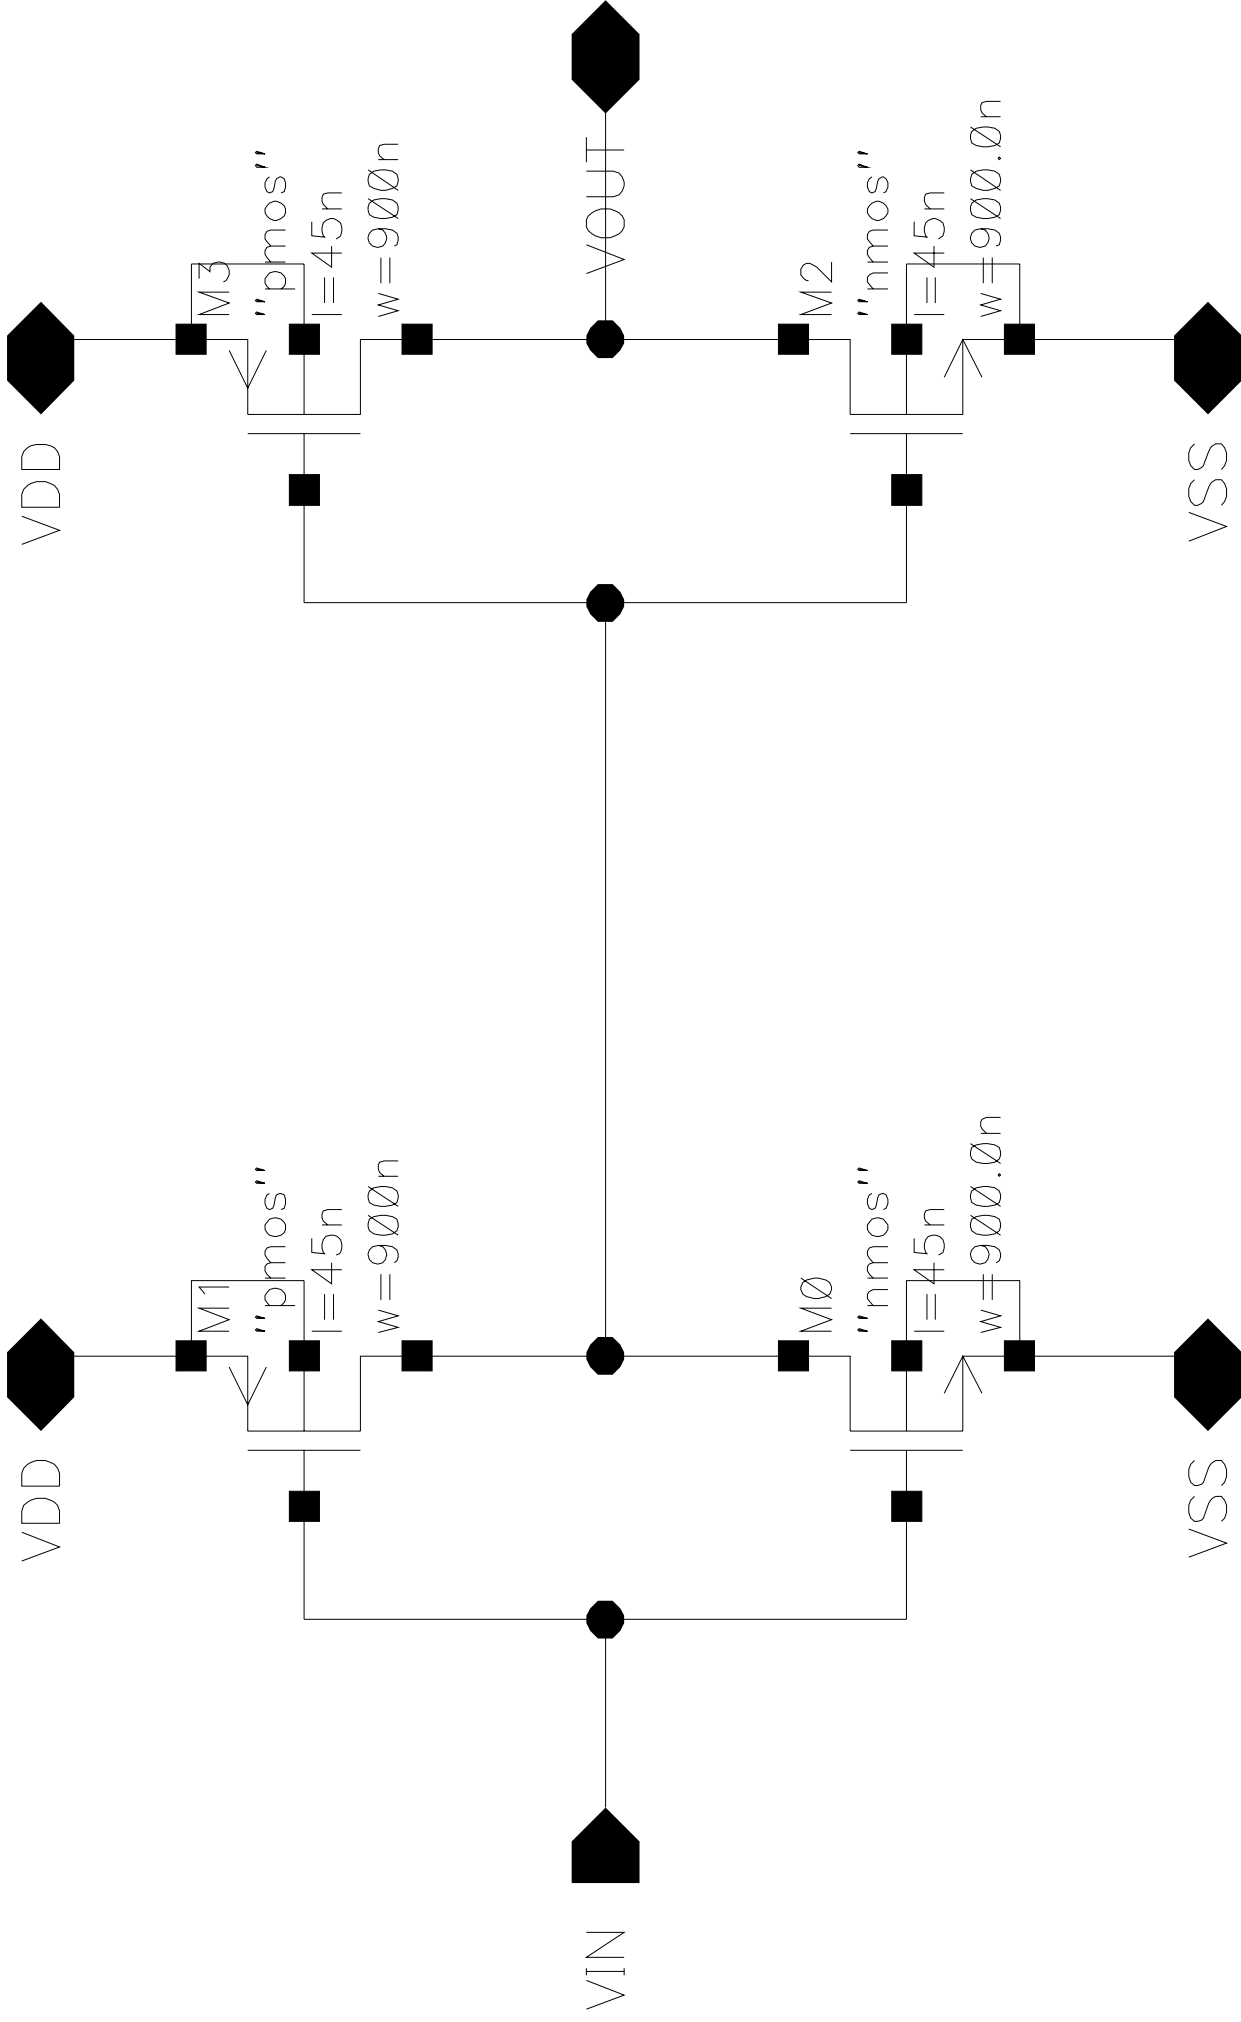 VDD
VDD
M1
"pmos"
l=45n
w=900n
M3
"pmos"
l=45n
w=900n
VIN
VOUT
M0
"nmos"
l=45n
w=900.0n
M2
"nmos"
l=45n
w=900.0n
VSS
VSS